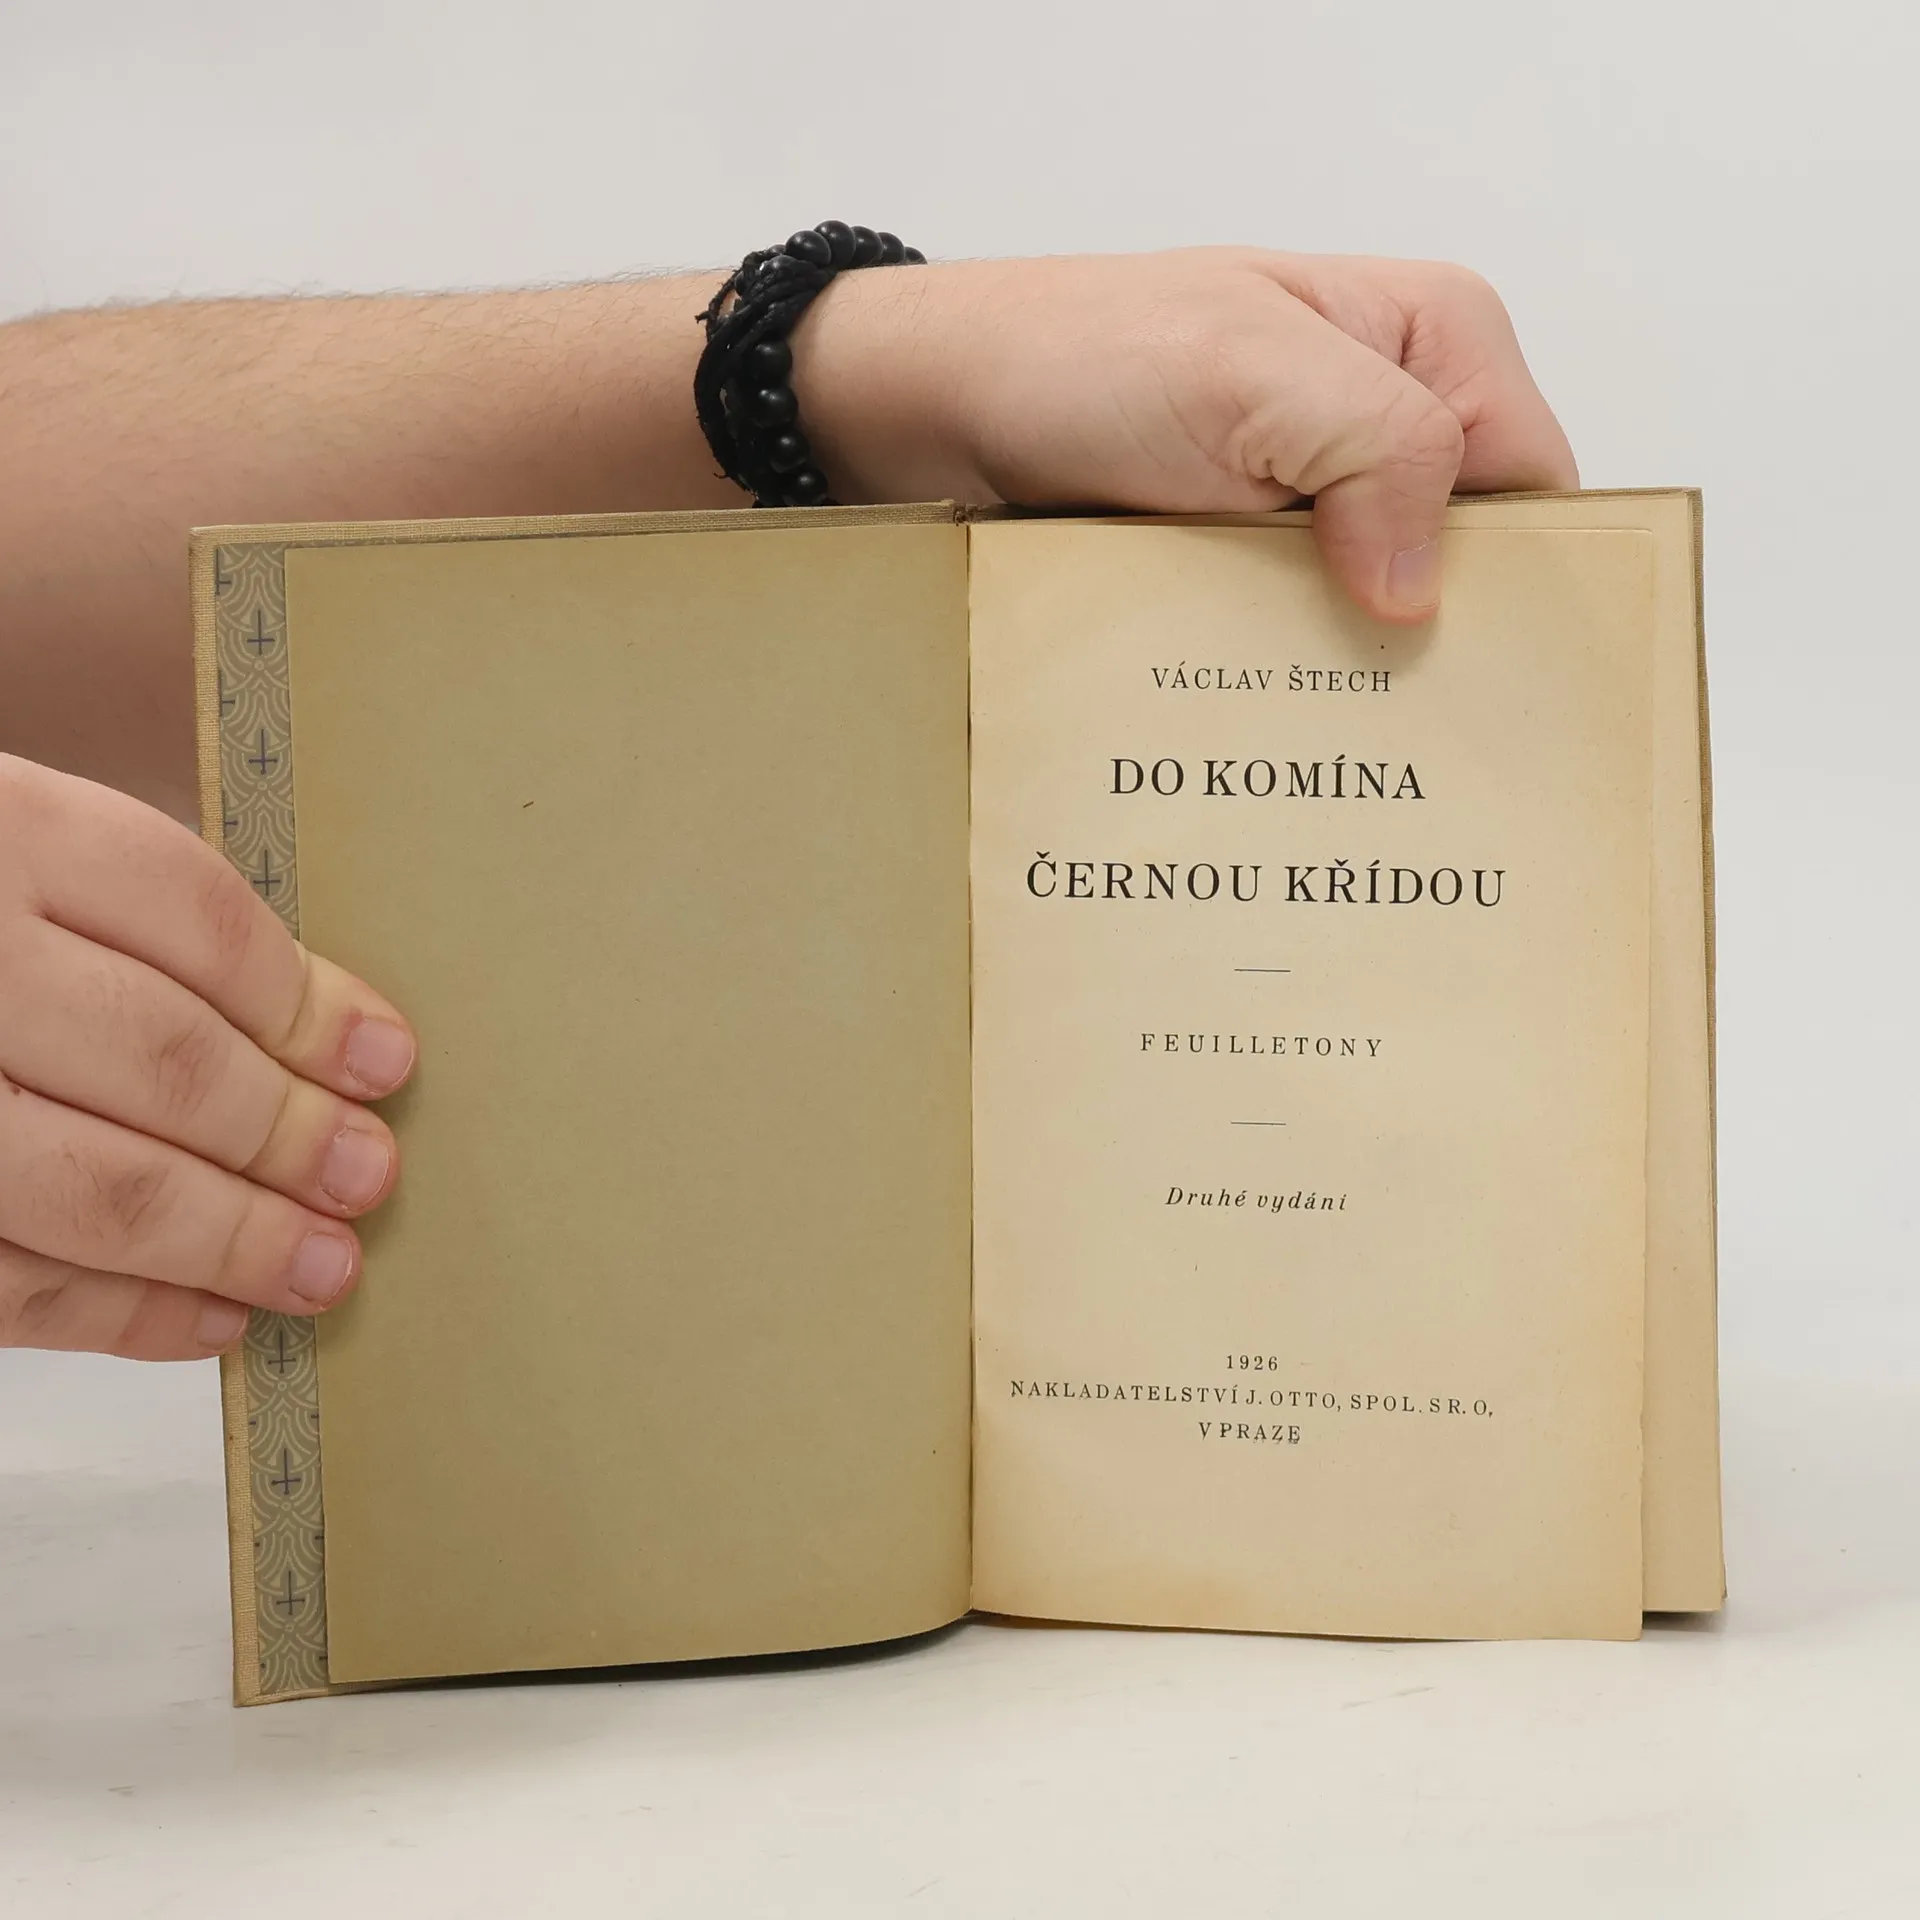 VÁCLAV ŠTECH
DO KOMÍNA
ČERNOU KŘÍDOU
FEUILLETONY
Druhé vydání
1926
NAKLADATELSTVÍ J. OTTO, SPOL. S R. O,
V PRAZE